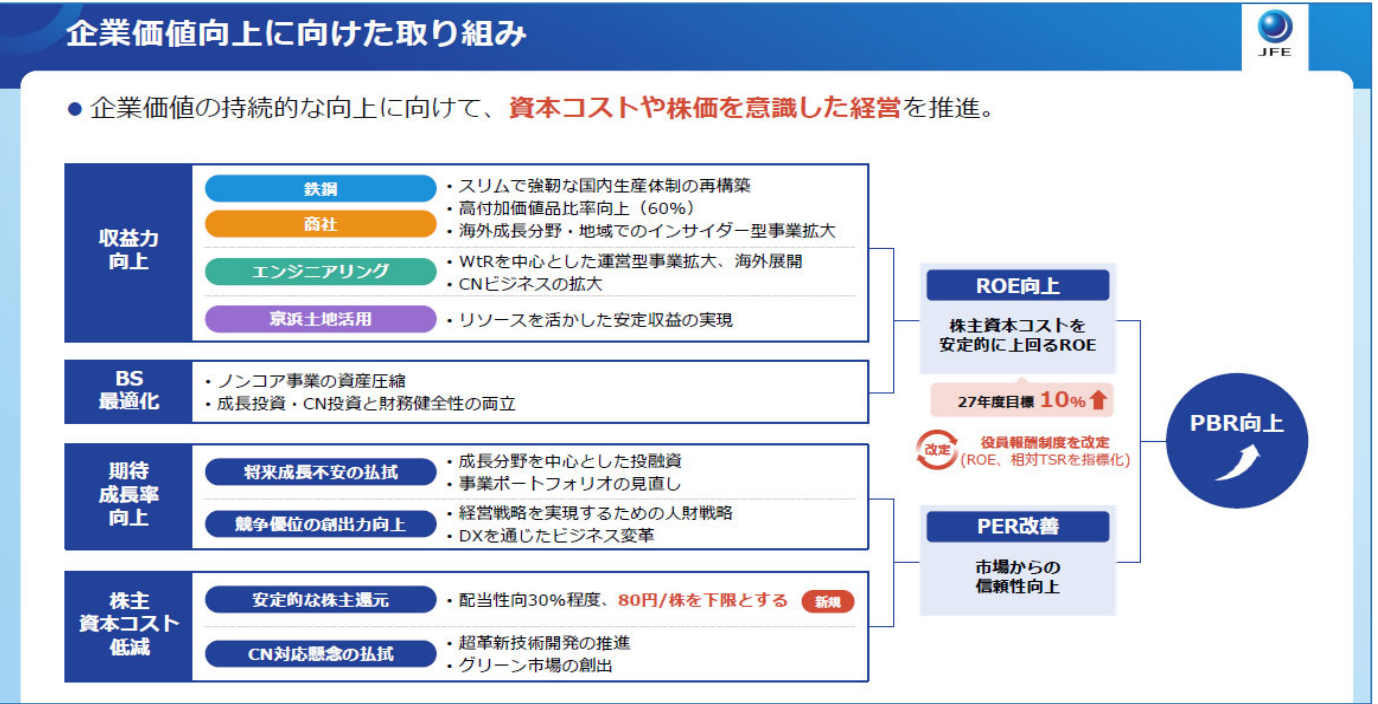 企業価値向上に向けた取り組み
JFE
● 企業価値の持続的な向上に向けて、資本コストや株価を意識した経営を推進。
収益力
向上
鉄鋼
商社
・スリムで強靭な国内生産体制の再構築
・高付加価値品比率向上（60%）
・海外成長分野・地域でのインサイダー型事業拡大
エンジニアリング
・WtRを中心とした運営型事業拡大、海外展開
・CNビジネスの拡大
京浜土地活用
・リソースを活かした安定収益の実現
BS
最適化
・ノンコア事業の資産圧縮
・成長投資・CN投資と財務健全性の両立
期待
成長率
向上
将来成長不安の払拭
・成長分野を中心とした投融資
・事業ポートフォリオの見直し
競争優位の創出力向上
・経営戦略を実現するための人財戦略
・DXを通じたビジネス変革
株主
資本コスト
低減
安定的な株主還元
・配当性向30%程度、80円/株を下限とする 新規
CN対応懸念の払拭
・超革新技術開発の推進
・グリーン市場の創出
ROE向上
株主資本コストを
安定的に上回るROE
27年度目標 10%
改定
役員報酬制度を改定
(ROE、相対TSRを指標化)
PER改善
市場からの
信頼性向上
PBR向上